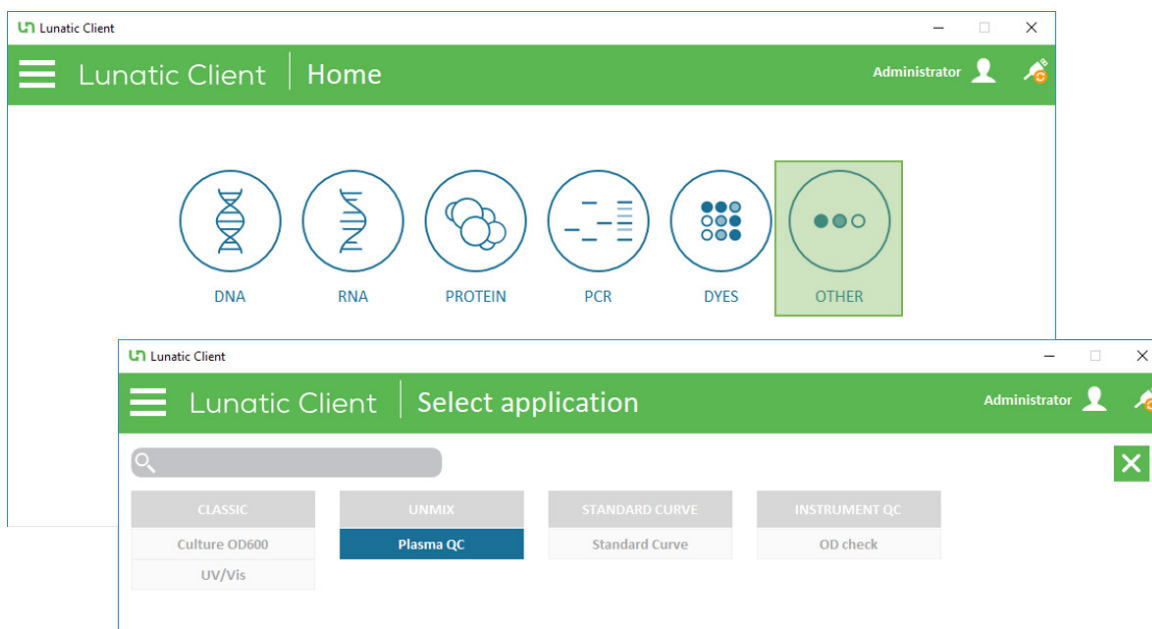 Lunatic Client
Lunatic Client Home Administrator
DNA RNA PROTEIN PCR DYES OTHER
Lunatic Client
Lunatic Client Select application Administrator
CLASSIC UNMIX STANDARD CURVE INSTRUMENT QC
Culture OD600 Plasma QC Standard Curve OD check
UV/Vis